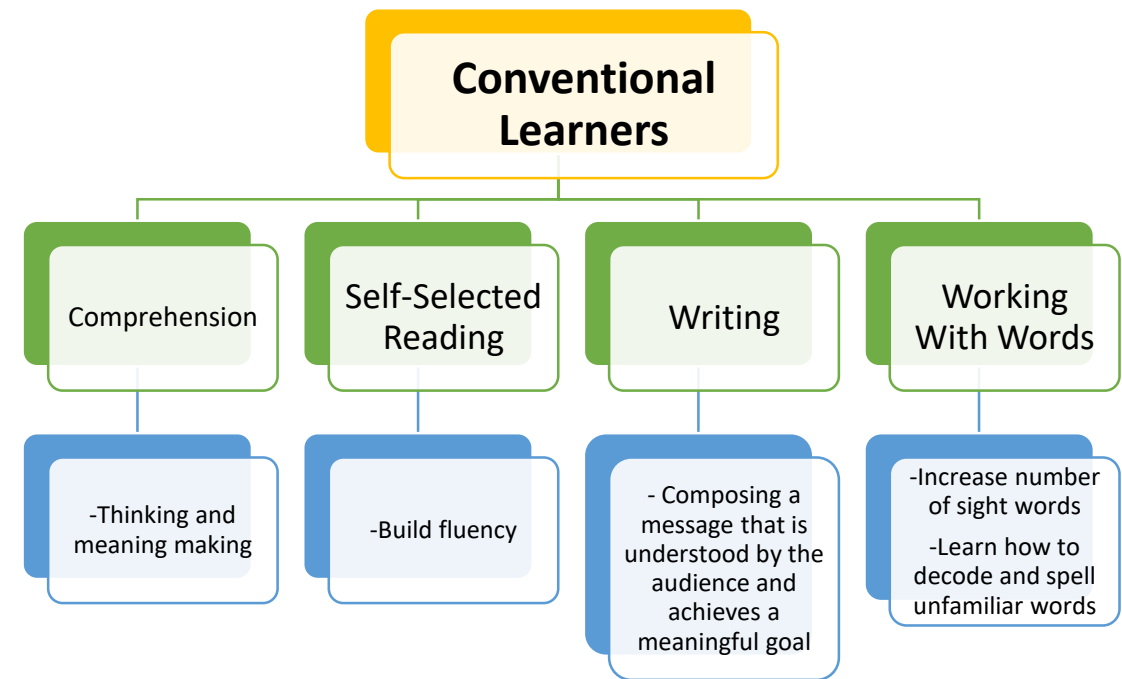 Conventional
Learners
Comprehension
Self-Selected
Reading
Writing
Working
With Words
-Thinking and
meaning making
-Build fluency
- Composing a
message that is
understood by the
audience and
achieves a
meaningful goal
-Increase number
of sight words
-Learn how to
decode and spell
unfamiliar words